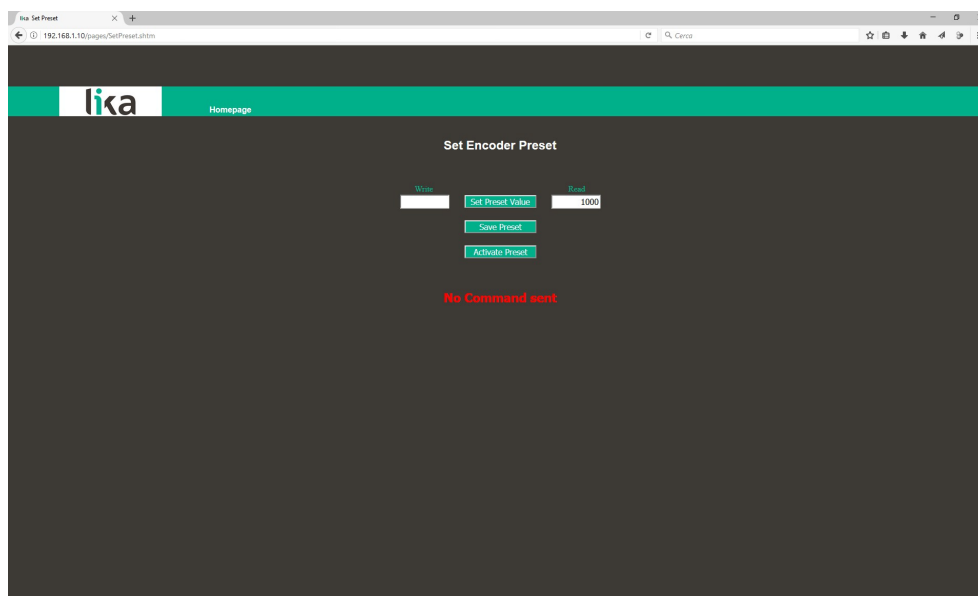 lika Set Preset
192.168.1.10/pages/SetPreset.shtm
Cerca
lika
Homepage
Set Encoder Preset
Write
Read
Set Preset Value
1000
Save Preset
Activate Preset
No Command sent